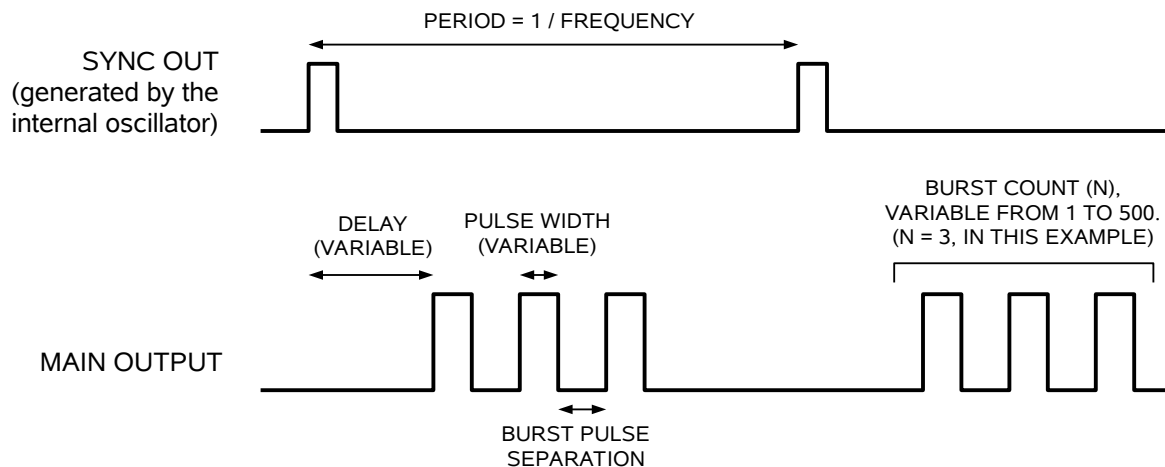 PERIOD = 1 / FREQUENCY
SYNC OUT
(generated by the
internal oscillator)
BURST COUNT (N),
VARIABLE FROM 1 TO 500.
(N = 3, IN THIS EXAMPLE)
DELAY
(VARIABLE)
PULSE WIDTH
(VARIABLE)
MAIN OUTPUT
BURST PULSE
SEPARATION